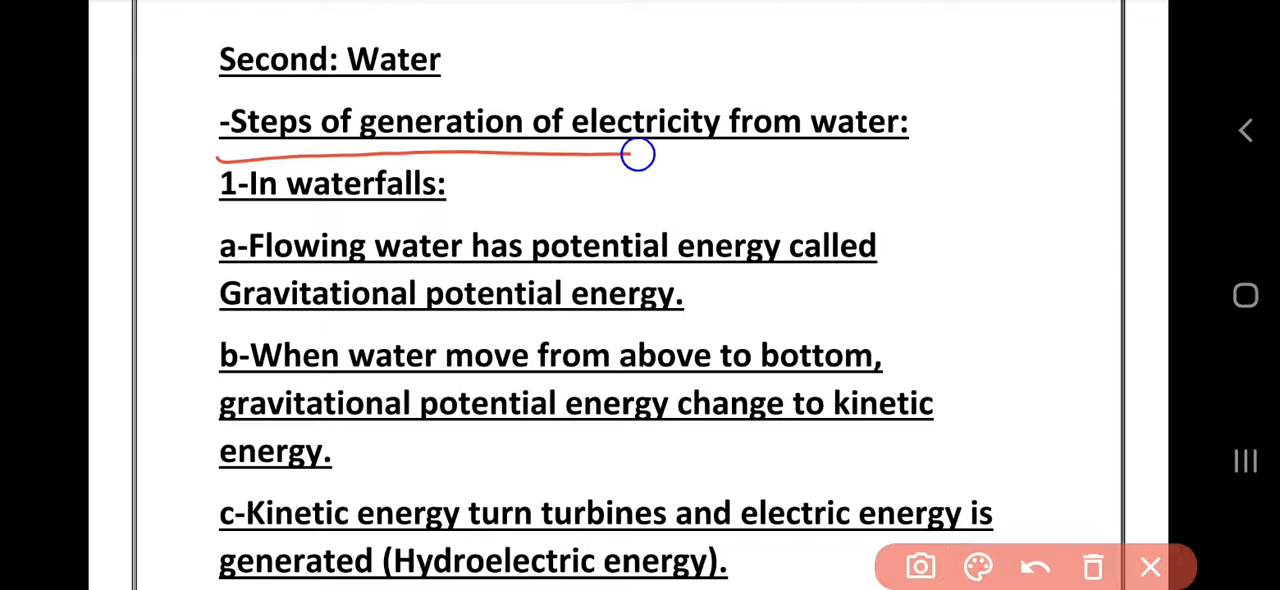 Second: Water
-Steps of generation of electricity from water:
1-In waterfalls:
a-Flowing water has potential energy called
Gravitational potential energy.
b-When water move from above to bottom,
gravitational potential energy change to kinetic
energy.
c-Kinetic energy turn turbines and electric energy is
generated (Hydroelectric energy).